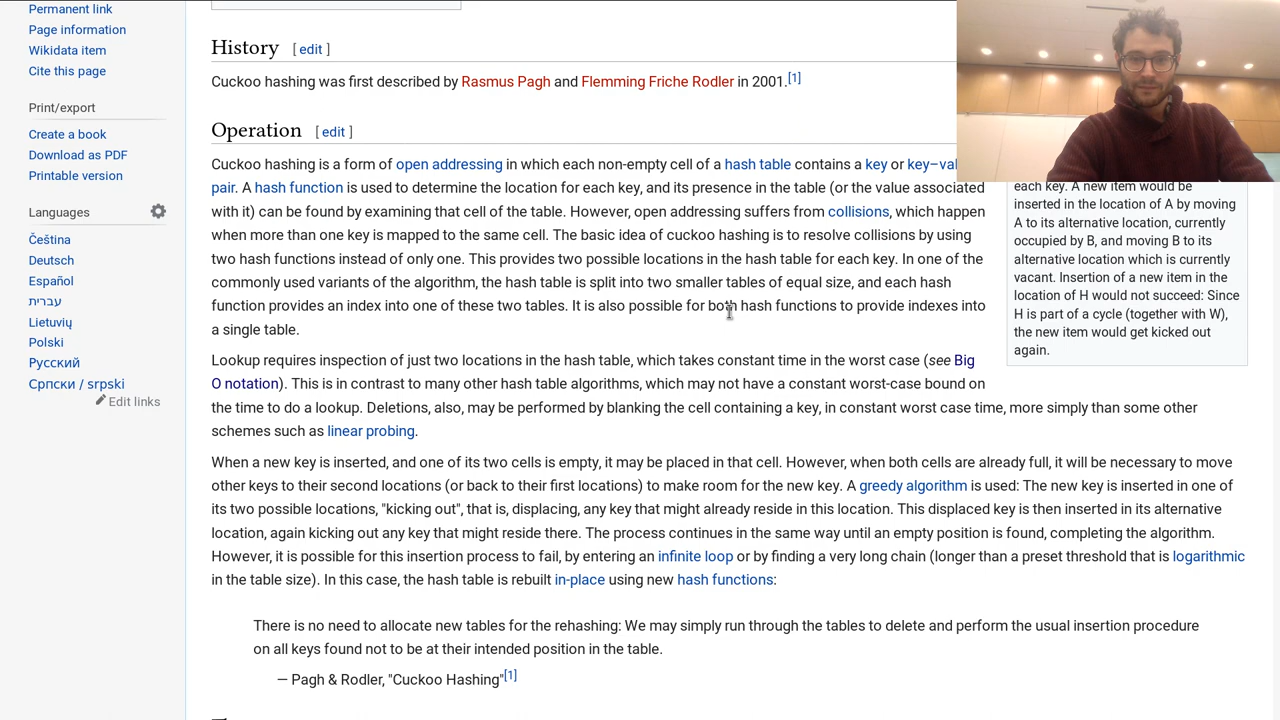 Permanent link
Page information
Wikidata item
Cite this page
Print/export
Create a book
Download as PDF
Printable version
Languages
Čeština
Deutsch
Español
עברית
Lietuvių
Polski
Русский
Српски / srpski
Edit links
History [ edit ]
Cuckoo hashing was first described by Rasmus Pagh and Flemming Friche Rodler in 2001.[1]
Operation [ edit ]
Cuckoo hashing is a form of open addressing in which each non-empty cell of a hash table contains a key or key–val
pair. A hash function is used to determine the location for each key, and its presence in the table (or the value associated
with it) can be found by examining that cell of the table. However, open addressing suffers from collisions, which happen
when more than one key is mapped to the same cell. The basic idea of cuckoo hashing is to resolve collisions by using
two hash functions instead of only one. This provides two possible locations in the hash table for each key. In one of the
commonly used variants of the algorithm, the hash table is split into two smaller tables of equal size, and each hash
function provides an index into one of these two tables. It is also possible for both hash functions to provide indexes into
a single table.
Lookup requires inspection of just two locations in the hash table, which takes constant time in the worst case (see Big
O notation). This is in contrast to many other hash table algorithms, which may not have a constant worst-case bound on
the time to do a lookup. Deletions, also, may be performed by blanking the cell containing a key, in constant worst case time, more simply than some other
schemes such as linear probing.
When a new key is inserted, and one of its two cells is empty, it may be placed in that cell. However, when both cells are already full, it will be necessary to move
other keys to their second locations (or back to their first locations) to make room for the new key. A greedy algorithm is used: The new key is inserted in one of
its two possible locations, "kicking out", that is, displacing, any key that might already reside in this location. This displaced key is then inserted in its alternative
location, again kicking out any key that might reside there. The process continues in the same way until an empty position is found, completing the algorithm.
However, it is possible for this insertion process to fail, by entering an infinite loop or by finding a very long chain (longer than a preset threshold that is logarithmic
in the table size). In this case, the hash table is rebuilt in-place using new hash functions:
There is no need to allocate new tables for the rehashing: We may simply run through the tables to delete and perform the usual insertion procedure
on all keys found not to be at their intended position in the table.
— Pagh & Rodler, "Cuckoo Hashing"[1]
each key. A new item would be
inserted in the location of A by moving
A to its alternative location, currently
occupied by B, and moving B to its
alternative location which is currently
vacant. Insertion of a new item in the
location of H would not succeed: Since
H is part of a cycle (together with W),
the new item would get kicked out
again.